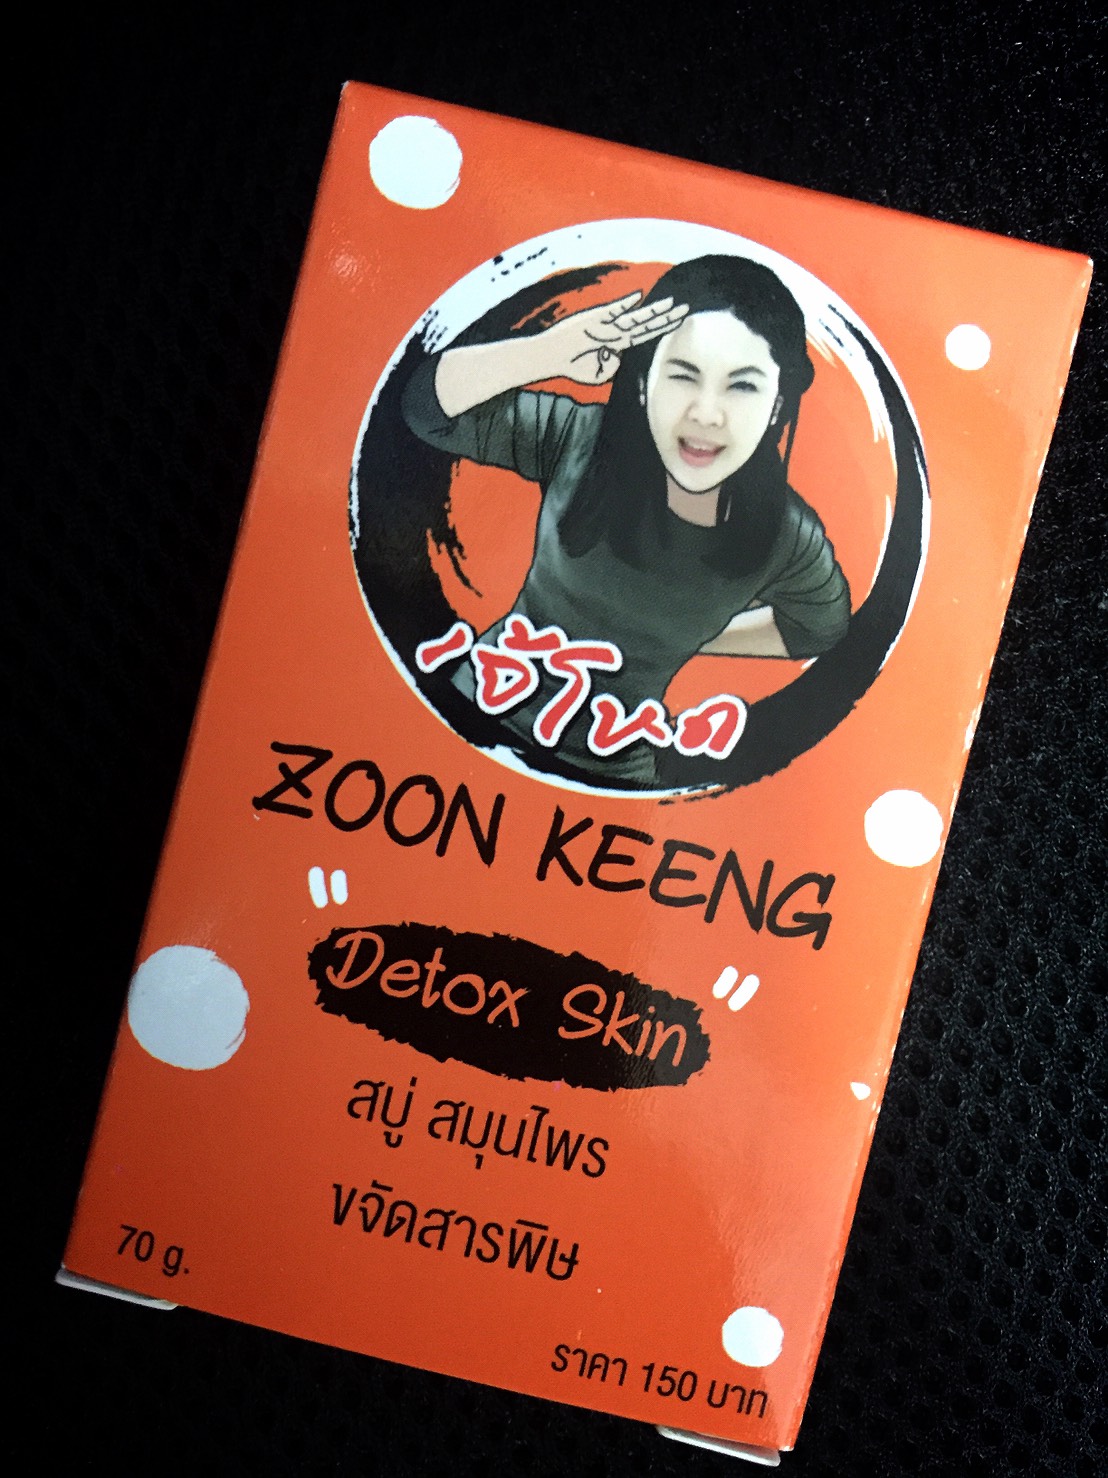 เจ้โหด
ZOON KEENG
"Detox Skin"
สบู่ สมุนไพร
ขจัดสารพิษ
70 g.
ราคา 150 บาท